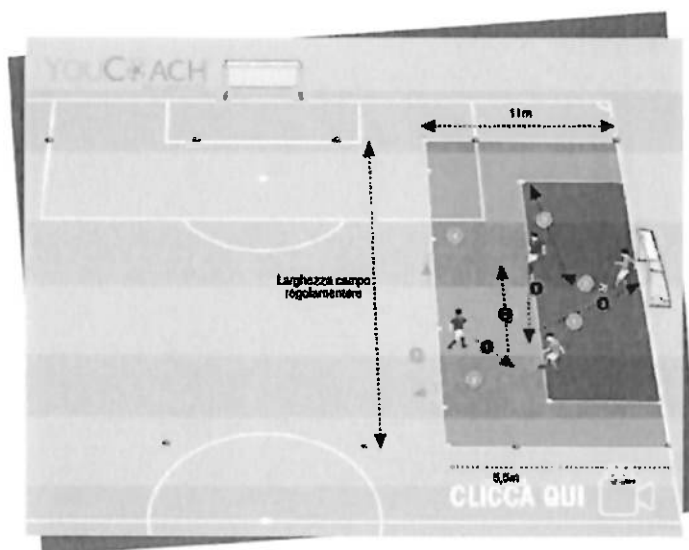 YOUCOACH
11m
Larghezza campo
regolamentare
5,5m
CLICCA QUI